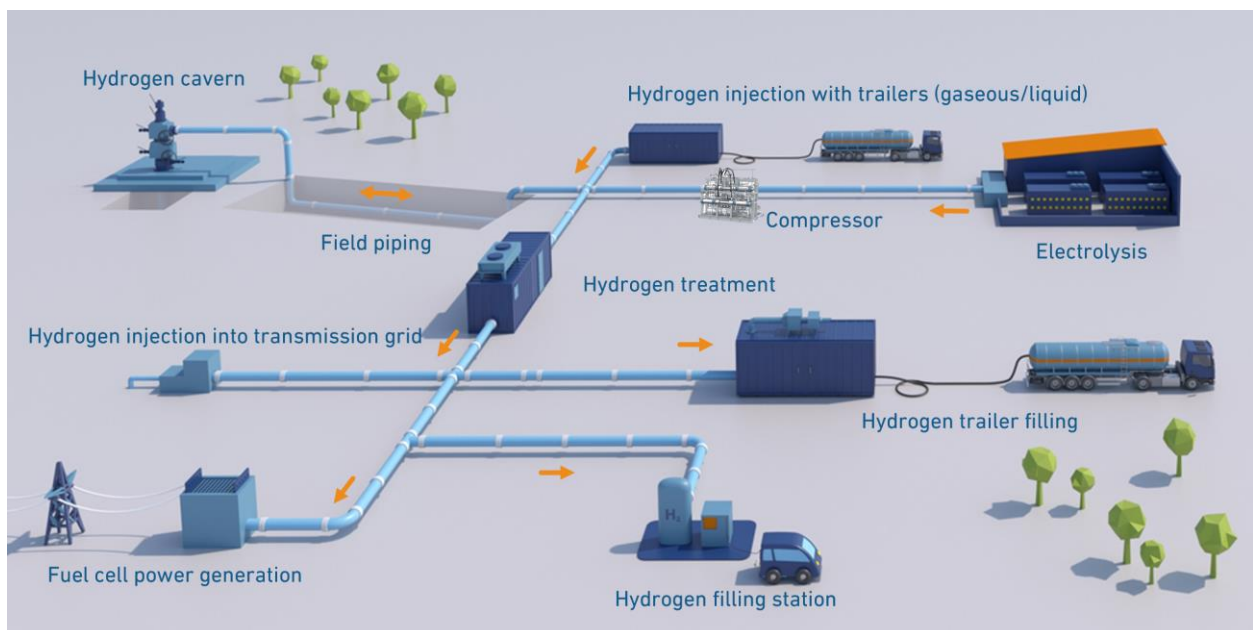 Hydrogen cavern
Hydrogen injection with trailers (gaseous/liquid)
Compressor
Field piping
Electrolysis
Hydrogen treatment
Hydrogen injection into transmission grid
Hydrogen trailer filling
H₂
Fuel cell power generation
Hydrogen filling station